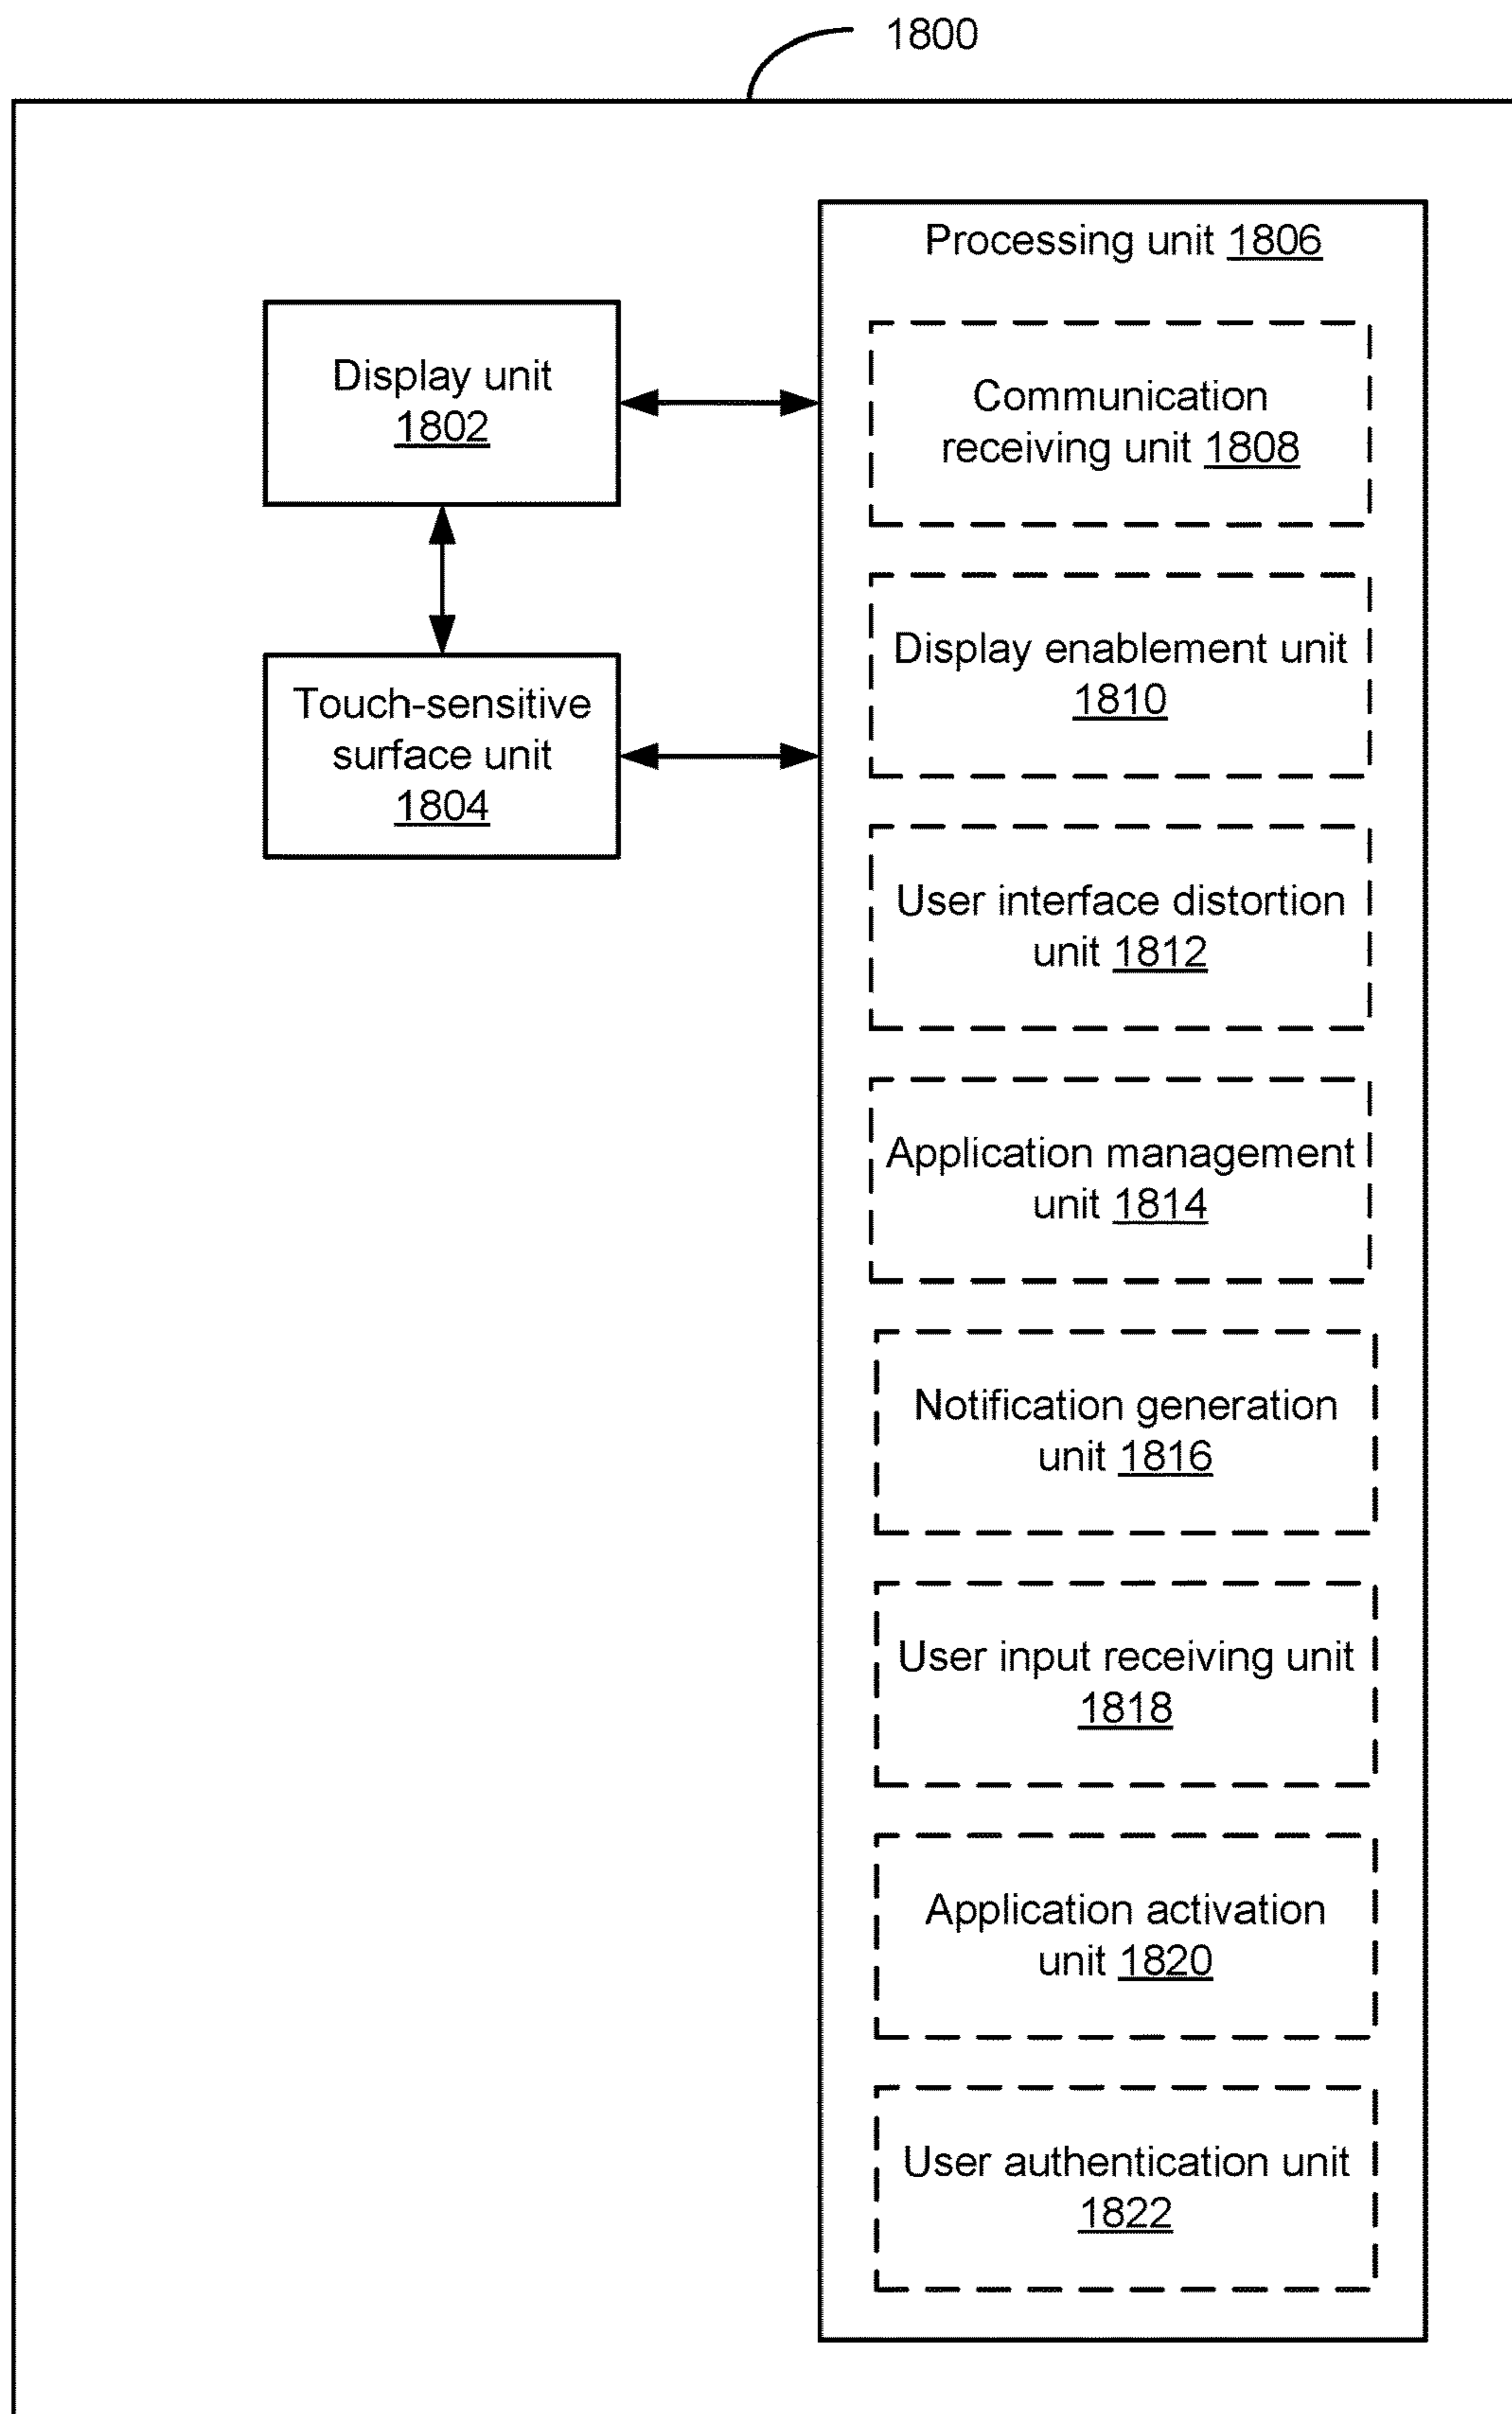 1800
Processing unit 1806
Display unit
1802
Touch-sensitive
surface unit
1804
Communication
receiving unit 1808
Display enablement unit
1810
User interface distortion
unit 1812
Application management
unit 1814
Notification generation
unit 1816
User input receiving unit
1818
Application activation
unit 1820
User authentication unit
1822